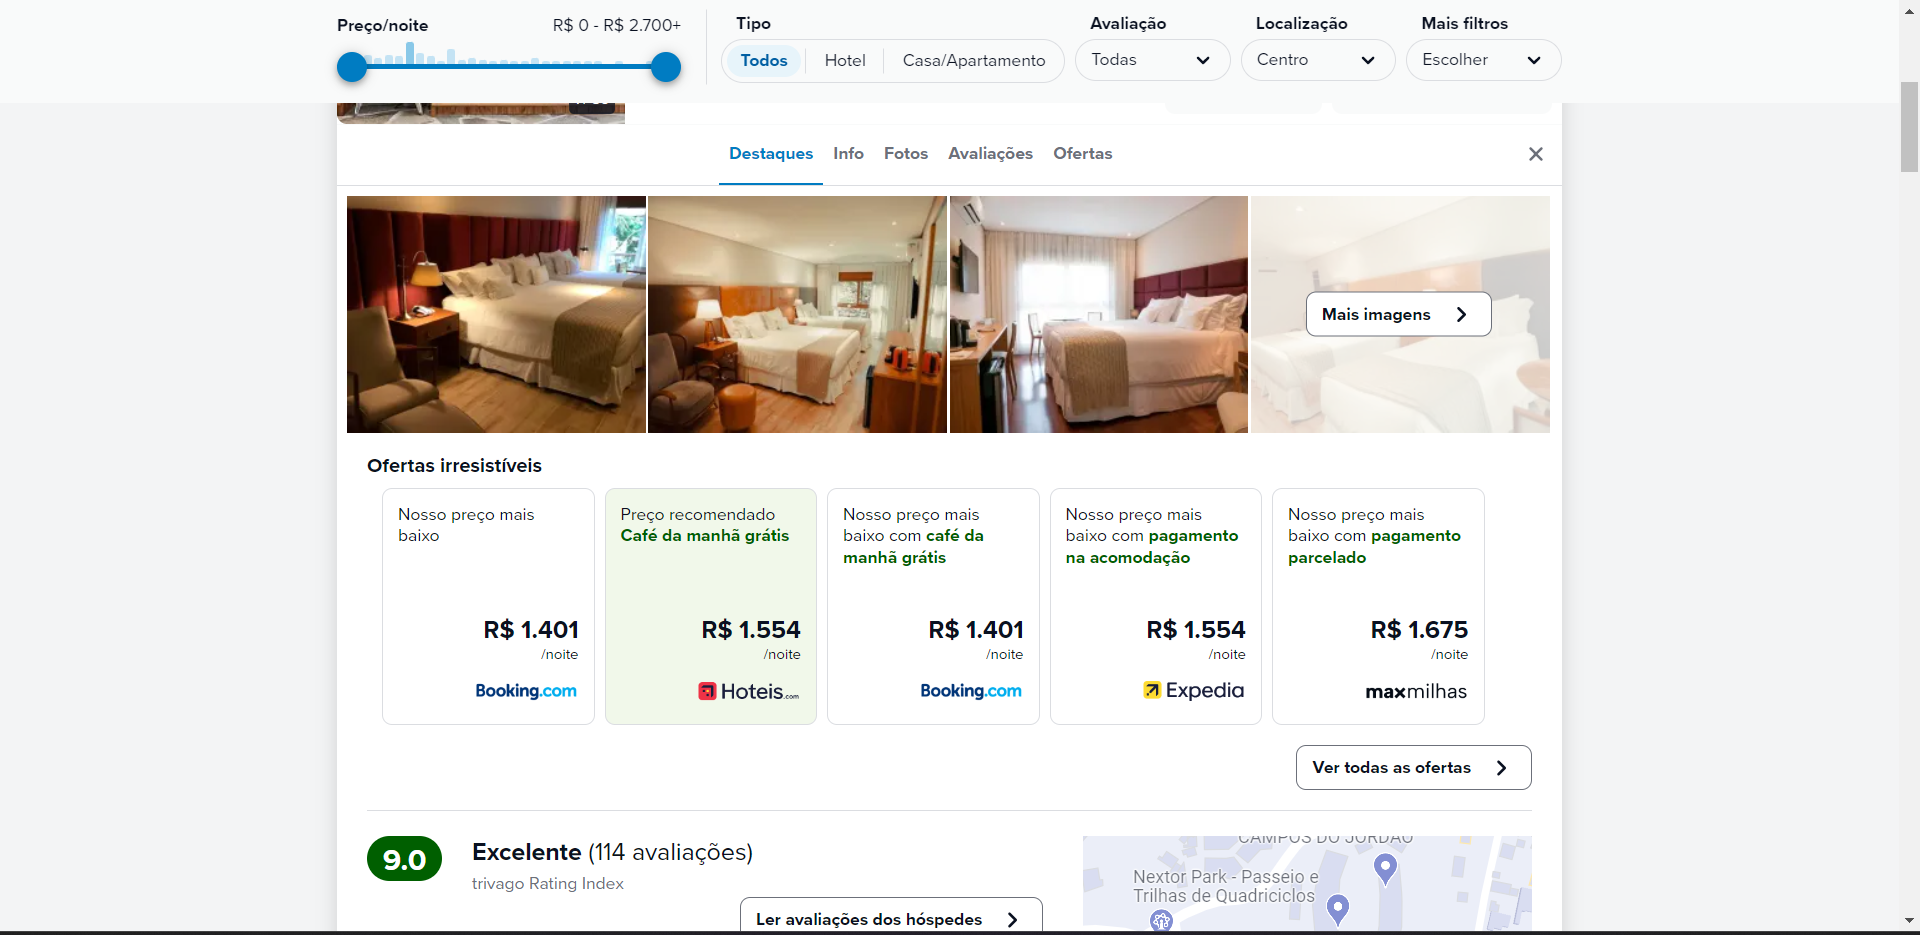 Preço/noite
R$ 0 - R$ 2.700+
Tipo
Todos
Hotel
Casa/Apartamento
Avaliação
Todas
Localização
Centro
Mais filtros
Escolher
Destaques
Info
Fotos
Avaliações
Ofertas
Mais imagens
Ofertas irresistíveis
Nosso preço mais
baixo
R$ 1.401
/noite
Booking.com
Preço recomendado
Café da manhã grátis
R$ 1.554
/noite
Hoteis.com
Nosso preço mais
baixo com café da
manhã grátis
R$ 1.401
/noite
Booking.com
Nosso preço mais
baixo com pagamento
na acomodação
R$ 1.554
/noite
Expedia
Nosso preço mais
baixo com pagamento
parcelado
R$ 1.675
/noite
maxmilhas
Ver todas as ofertas
9.0
Excelente (114 avaliações)
trivago Rating Index
Ler avaliações dos hóspedes
CAMPOS DO JORDÃO
Nextor Park - Passeio e
Trilhas de Quadriciclos